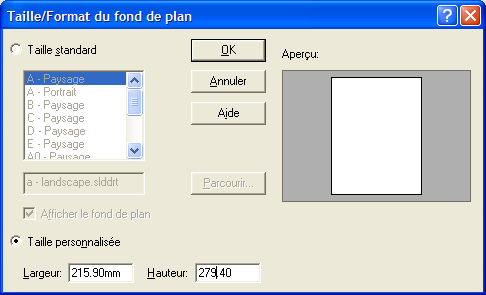 Taille/Format du fond de plan
Taille standard
A - Paysage
A - Portrait
B - Paysage
C - Paysage
D - Paysage
E - Paysage
A0 - Paysage
a - landscape.slddrt
Afficher le fond de plan
Taille personnalisée
Largeur: 215.90mm Hauteur: 279.40
OK
Annuler
Aide
Parcourir...
Aperçu: